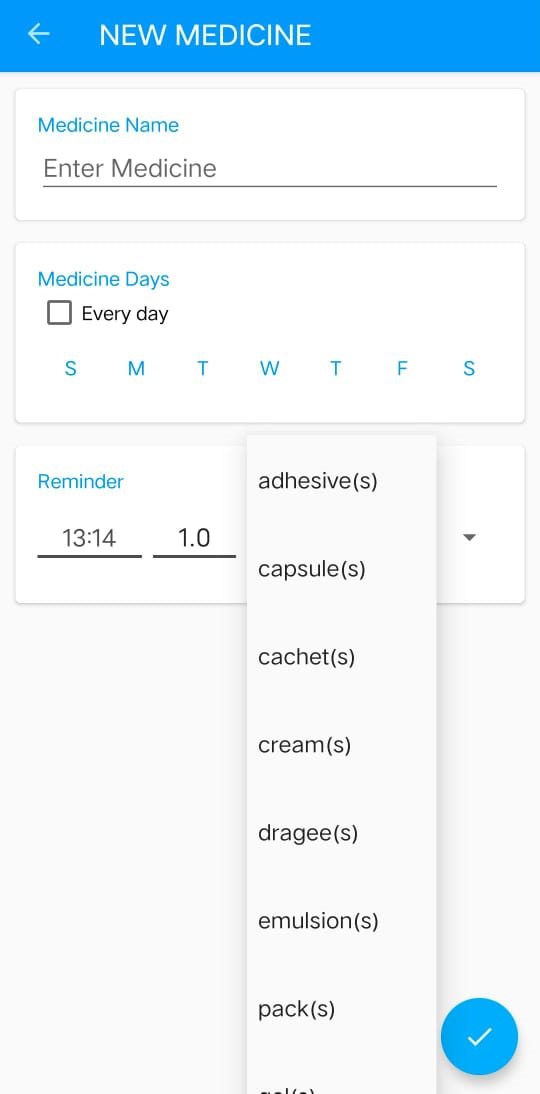 NEW MEDICINE
Medicine Name
Enter Medicine
Medicine Days
Every day
S M T W T F S
Reminder
13:14 1.0
adhesive(s)
capsule(s)
cachet(s)
cream(s)
dragee(s)
emulsion(s)
pack(s)